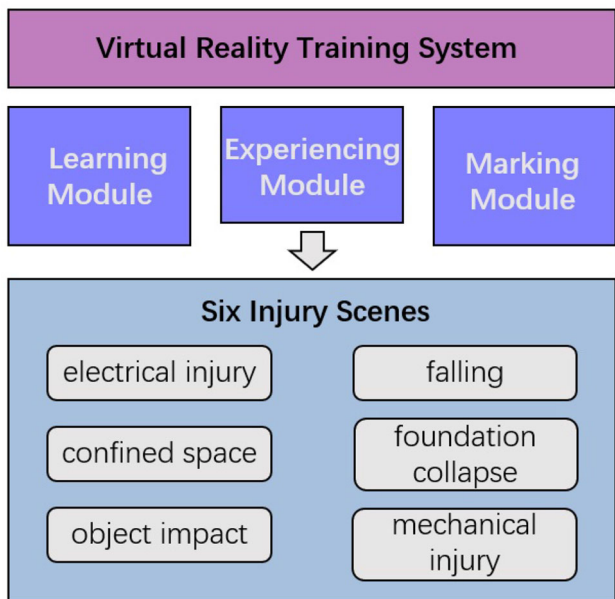 Virtual Reality Training System
Learning
Module
Experiencing
Module
Marking
Module
Six Injury Scenes
electrical injury
falling
confined space
foundation
collapse
object impact
mechanical
injury